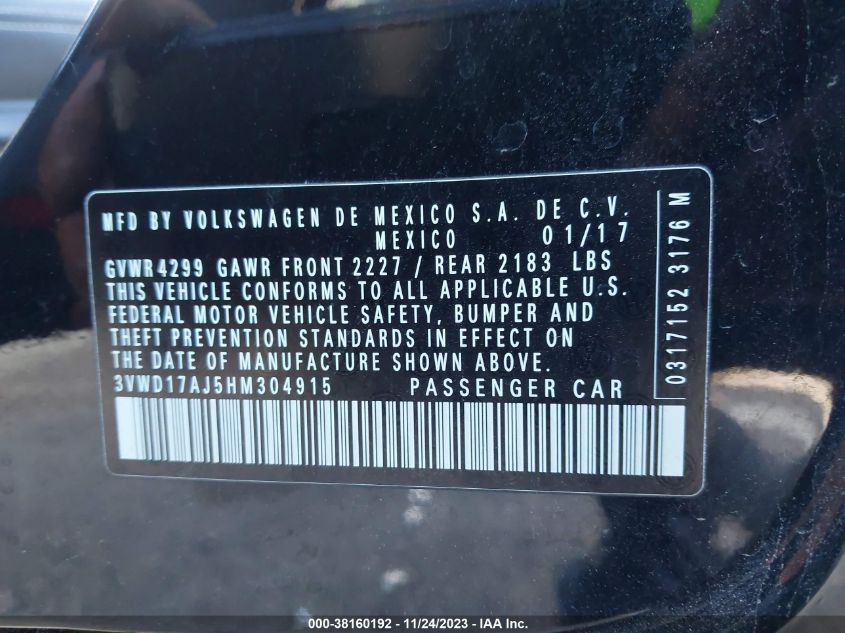 MFD BY VOLKSWAGEN DE MEXICO S.A. DE C.V.
MEXICO 01/17
GVWR4299 GAWR FRONT 2227 / REAR 2183 LBS
THIS VEHICLE CONFORMS TO ALL APPLICABLE U.S.
FEDERAL MOTOR VEHICLE SAFETY, BUMPER AND
THEFT PREVENTION STANDARDS IN EFFECT ON
THE DATE OF MANUFACTURE SHOWN ABOVE.
3VWD17AJ5HM304915 PASSENGER CAR
0317152 3176 M
000-38160192 - 11/24/2023 - IAAI.com